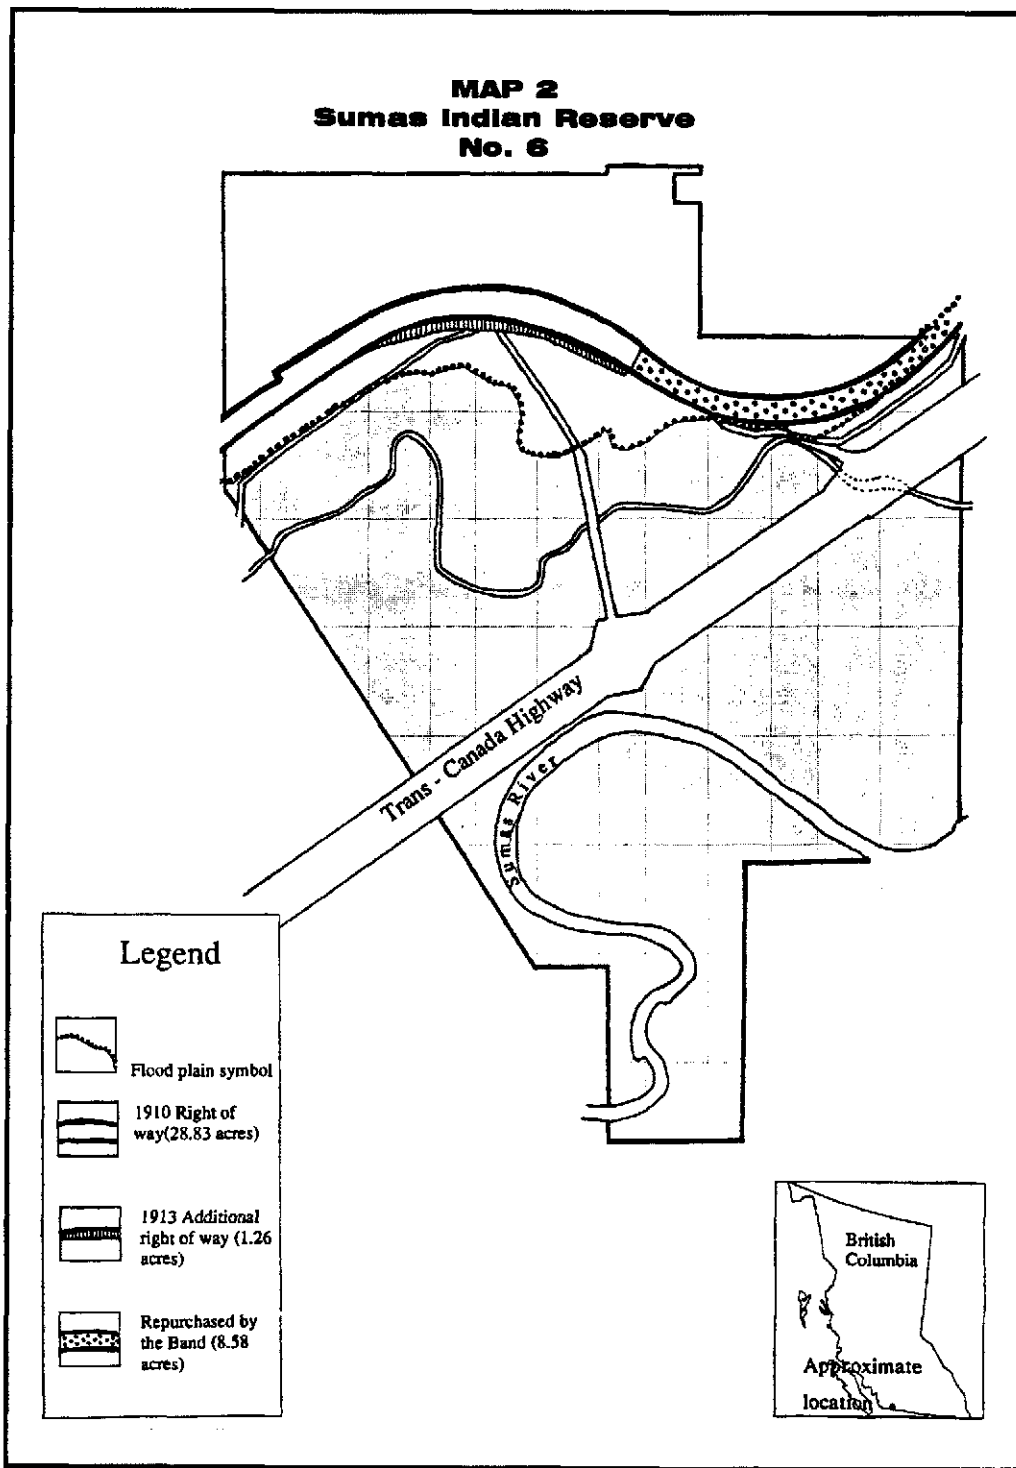 MAP 2
Sumas Indian Reserve
No. 6
Trans - Canada Highway
Sumas River
Legend
Flood plain symbol
1910 Right of
way(28.83 acres)
1913 Additional
right of way (1.26
acres)
Repurchased by
the Band (8.58
acres)
British
Columbia
Approximate
location